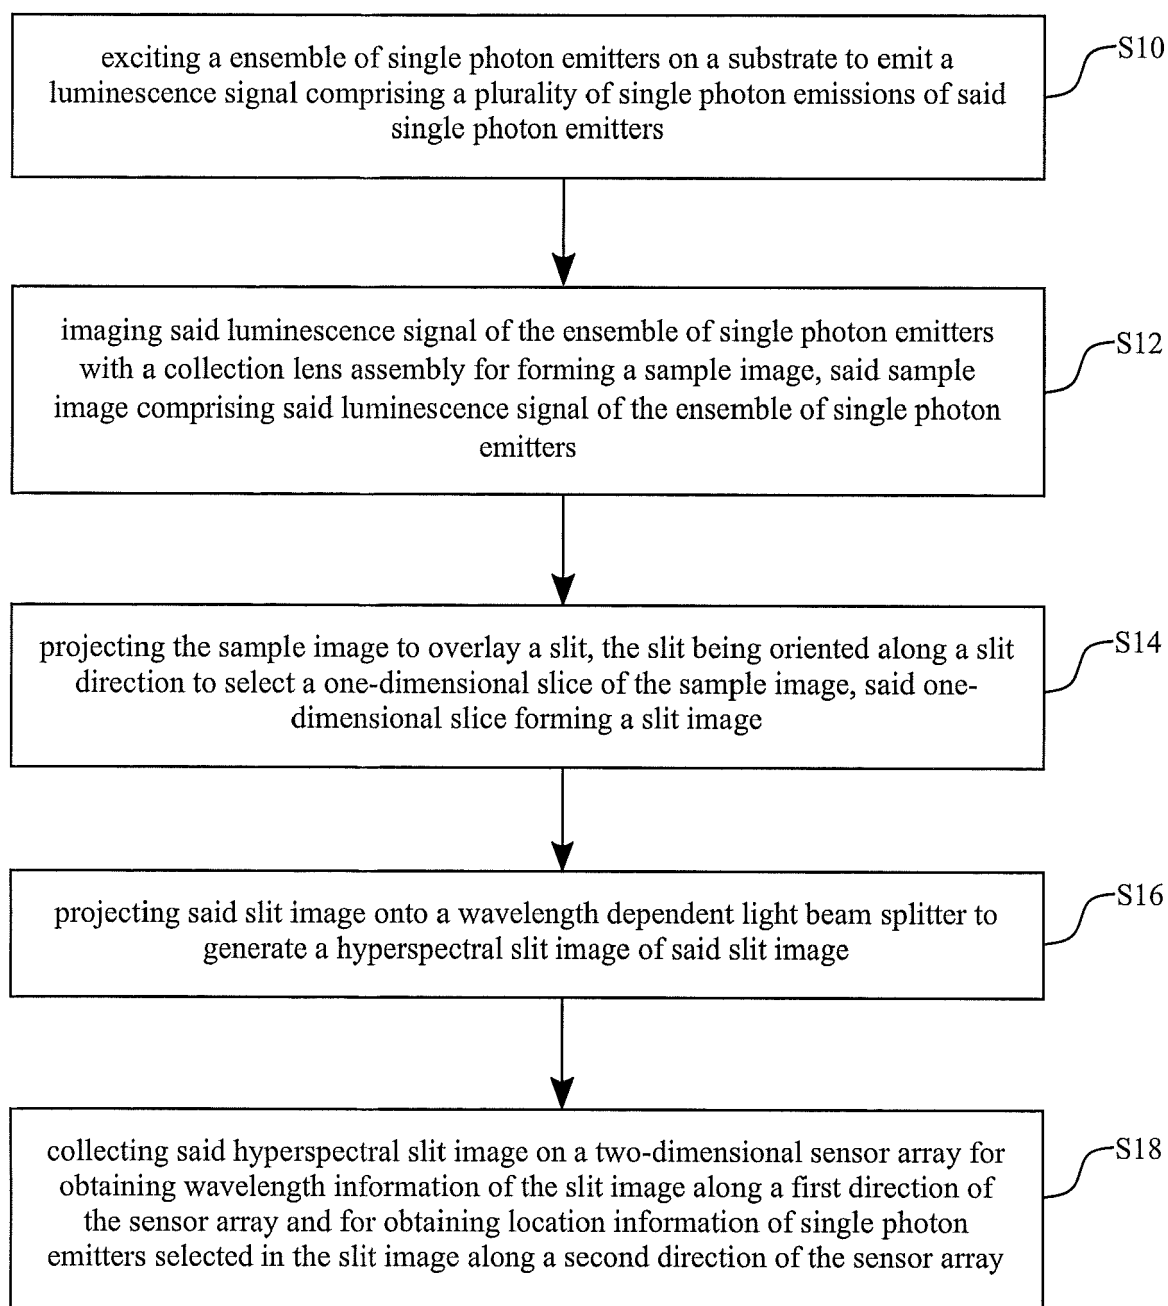 exciting a ensemble of single photon emitters on a substrate to emit a
luminescence signal comprising a plurality of single photon emissions of said
single photon emitters
S10
imaging said luminescence signal of the ensemble of single photon emitters
with a collection lens assembly for forming a sample image, said sample
image comprising said luminescence signal of the ensemble of single photon
emitters
S12
projecting the sample image to overlay a slit, the slit being oriented along a slit
direction to select a one-dimensional slice of the sample image, said one-
dimensional slice forming a slit image
S14
projecting said slit image onto a wavelength dependent light beam splitter to
generate a hyperspectral slit image of said slit image
S16
collecting said hyperspectral slit image on a two-dimensional sensor array for
obtaining wavelength information of the slit image along a first direction of
the sensor array and for obtaining location information of single photon
emitters selected in the slit image along a second direction of the sensor array
S18